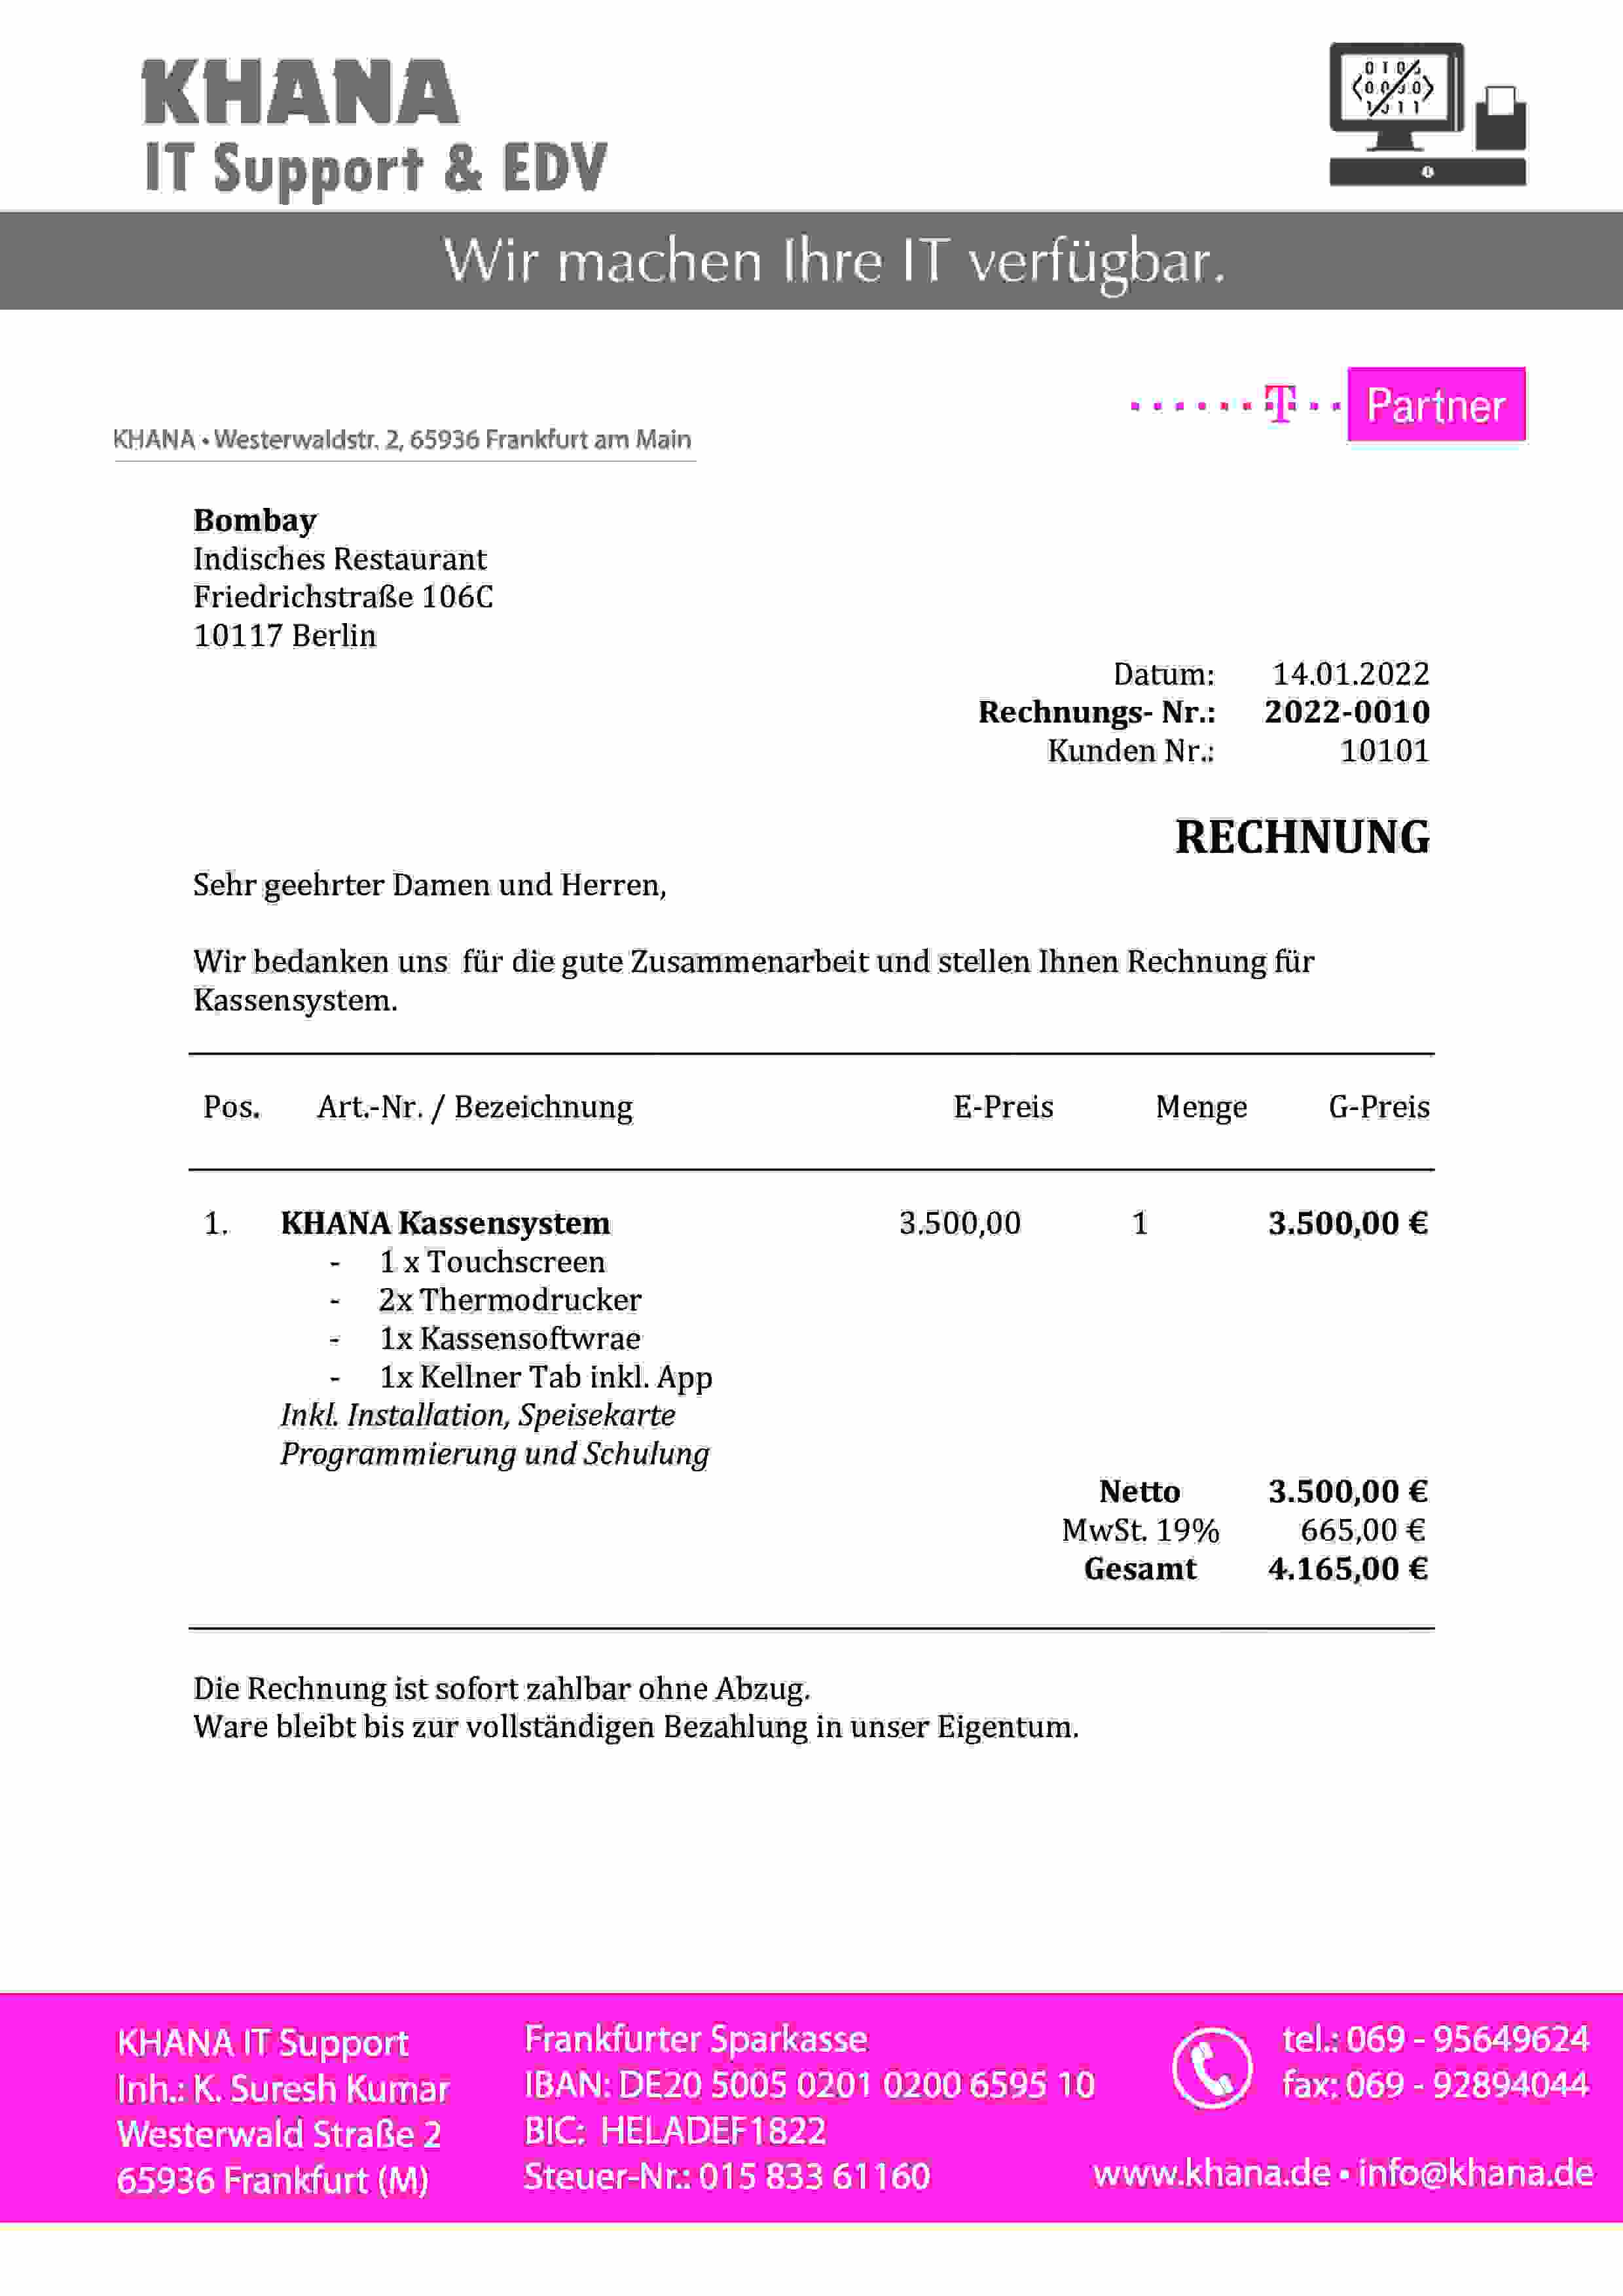 KHANA
IT Support & EDV
Wir machen Ihre IT verfügbar.
T Partner
KHANA • Westerwaldstr. 2, 65936 Frankfurt am Main
Bombay
Indisches Restaurant
Friedrichstraße 106C
10117 Berlin
Datum: 14.01.2022
Rechnungs- Nr.: 2022-0010
Kunden Nr.: 10101
RECHNUNG
Sehr geehrter Damen und Herren,
Wir bedanken uns für die gute Zusammenarbeit und stellen Ihnen Rechnung für
Kassensystem.
Pos. Art.-Nr. / Bezeichnung E-Preis Menge G-Preis
1. KHANA Kassensystem 3.500,00 1 3.500,00 €
- 1 x Touchscreen
- 2x Thermodrucker
- 1x Kassensoftwrae
- 1x Kellner Tab inkl. App
Inkl. Installation, Speisekarte
Programmierung und Schulung
Netto 3.500,00 €
MwSt. 19% 665,00 €
Gesamt 4.165,00 €
Die Rechnung ist sofort zahlbar ohne Abzug.
Ware bleibt bis zur vollständigen Bezahlung in unser Eigentum.
KHANA IT Support
Inh.: K. Suresh Kumar
Westerwald Straße 2
65936 Frankfurt (M)
Frankfurter Sparkasse
IBAN: DE20 5005 0201 0200 6595 10
BIC: HELADEF1822
Steuer-Nr.: 015 833 61160
tel.: 069 - 95649624
fax: 069 - 92894044
www.khana.de • info@khana.de